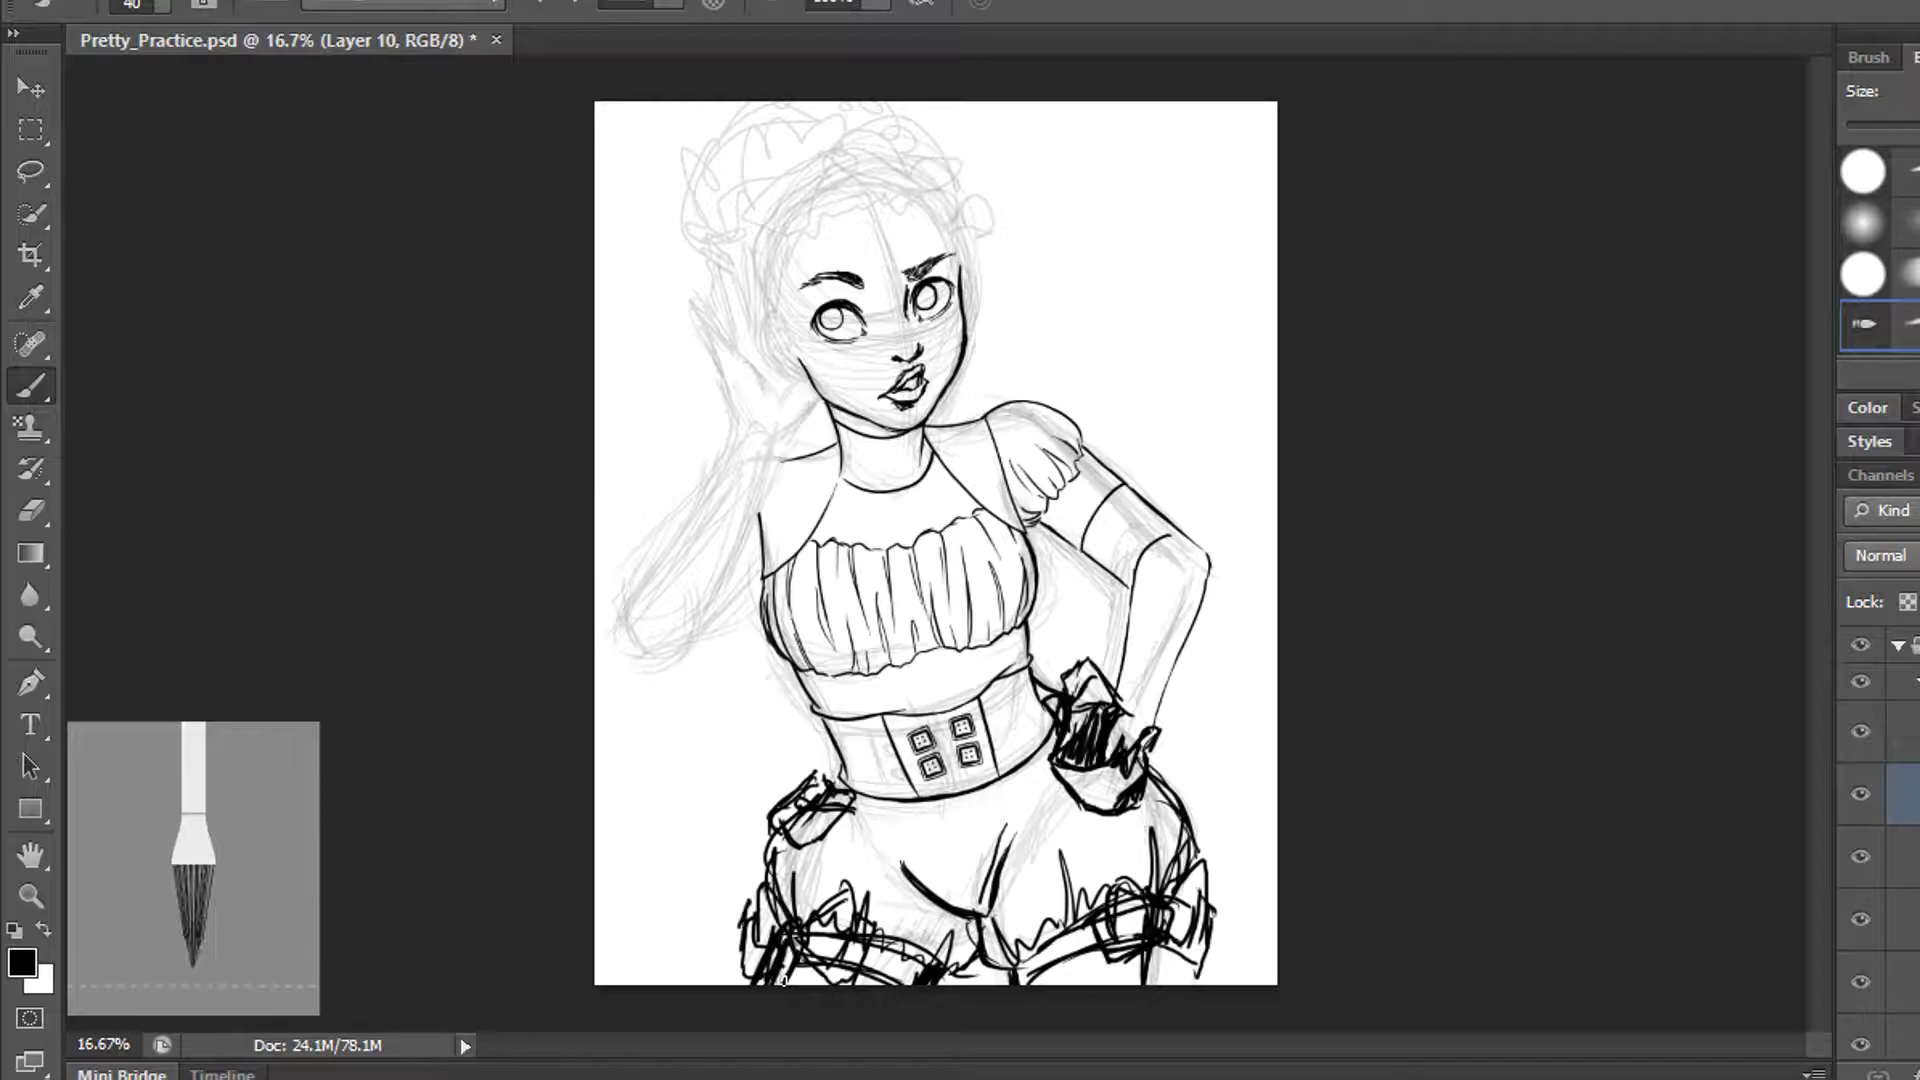 40
Pretty_Practice.psd @ 16.7% (Layer 10, RGB/8) * ×
Brush
Size:
Color
Styles
Channels
Kind
Normal
Lock:
T
16.67%
Doc: 24.1M/78.1M
Mini Bridge
Timeline